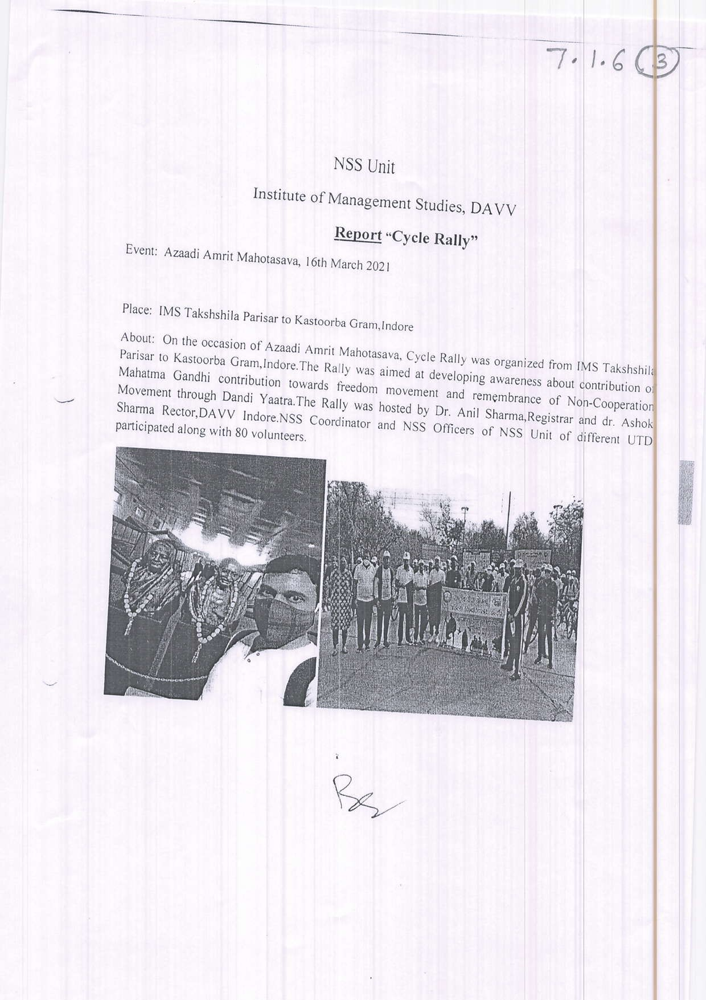 7.1.6 3
NSS Unit
Institute of Management Studies, DAVV
Report “Cycle Rally”
Event: Azaadi Amrit Mahotasava, 16th March 2021
Place: IMS Takshshila Parisar to Kastoorba Gram,Indore
About: On the occasion of Azaadi Amrit Mahotasava, Cycle Rally was organized from IMS Takshshila
Parisar to Kastoorba Gram,Indore.The Rally was aimed at developing awareness about contribution of
Mahatma Gandhi contribution towards freedom movement and remembrance of Non-Cooperation
Movement through Dandi Yaatra.The Rally was hosted by Dr. Anil Sharma,Registrar and dr. Ashok
Sharma Rector,DAVV Indore.NSS Coordinator and NSS Officers of NSS Unit of different UTD
participated along with 80 volunteers.